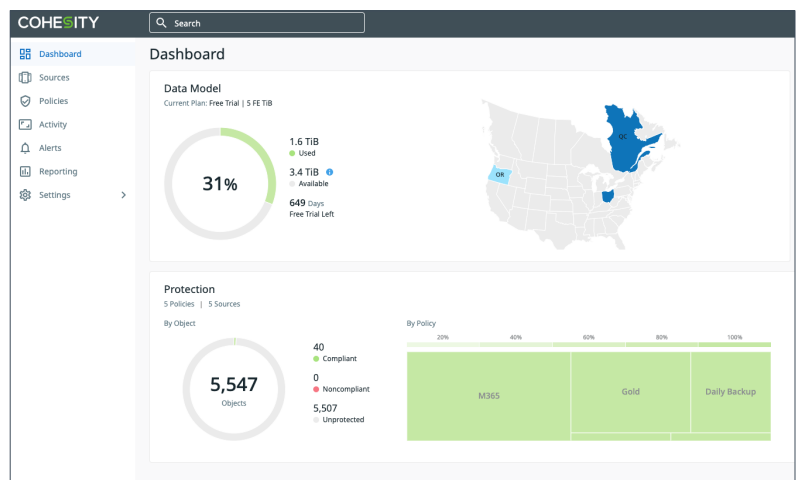 COHESITY
Search
Dashboard
Sources
Policies
Activity
Alerts
Reporting
Settings
Dashboard
Data Model
Current Plan: Free Trial | 5 FE TiB
31%
1.6 TiB
Used
3.4 TiB
Available
649 Days
Free Trial Left
QC
OR
Protection
5 Policies | 5 Sources
By Object
5,547
Objects
40
Compliant
0
Noncompliant
5,507
Unprotected
By Policy
20% 40% 60% 80% 100%
M365
Gold
Daily Backup